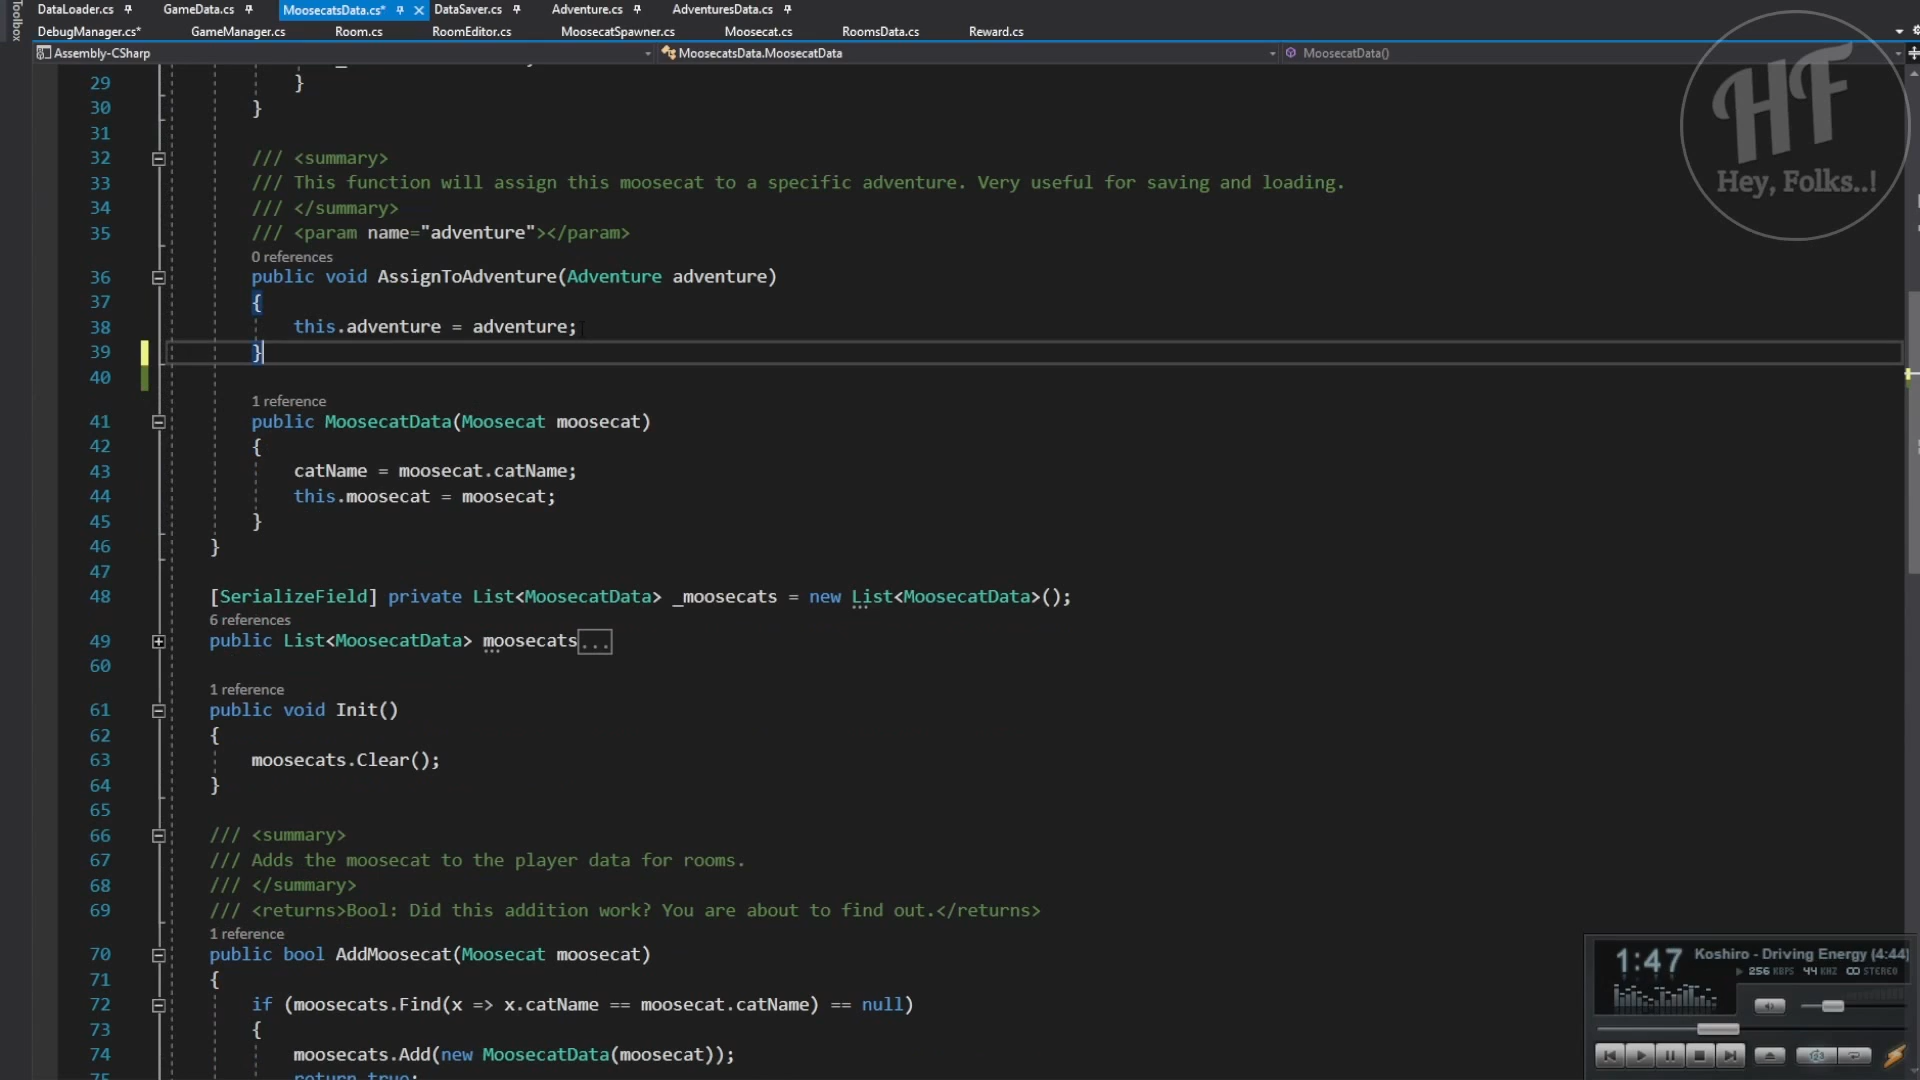 Toolbox
DataLoader.cs GameData.cs MoosecatsData.cs* DataSaver.cs Adventure.cs AdventuresData.cs
DebugManager.cs* GameManager.cs Room.cs RoomEditor.cs MoosecatSpawner.cs Moosecat.cs RoomsData.cs Reward.cs
Assembly-CSharp MoosecatsData.MoosecatData MoosecatData()
29 }
30 }
31
32 /// <summary>
33 /// This function will assign this moosecat to a specific adventure. Very useful for saving and loading.
34 /// </summary>
35 /// <param name="adventure"></param>
0 references
36 public void AssignToAdventure(Adventure adventure)
37 {
38 this.adventure = adventure;
39 }
40
1 reference
41 public MoosecatData(Moosecat moosecat)
42 {
43 catName = moosecat.catName;
44 this.moosecat = moosecat;
45 }
46 }
47
48 [SerializeField] private List<MoosecatData> _moosecats = new List<MoosecatData>();
6 references
49 public List<MoosecatData> moosecats...
60
1 reference
61 public void Init()
62 {
63 moosecats.Clear();
64 }
65
66 /// <summary>
67 /// Adds the moosecat to the player data for rooms.
68 /// </summary>
69 /// <returns>Bool: Did this addition work? You are about to find out.</returns>
1 reference
70 public bool AddMoosecat(Moosecat moosecat)
71 {
72 if (moosecats.Find(x => x.catName == moosecat.catName) == null)
73 {
74 moosecats.Add(new MoosecatData(moosecat));
75 return true;
HF
Hey, Folks..!
1:47 Koshiro - Driving Energy (4:44)
256 KBPS 44 KHZ STEREO